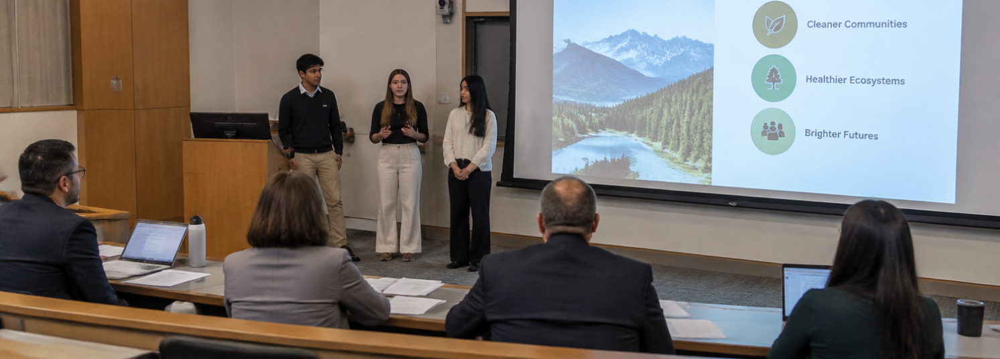 Cleaner Communities
Healthier Ecosystems
Brighter Futures